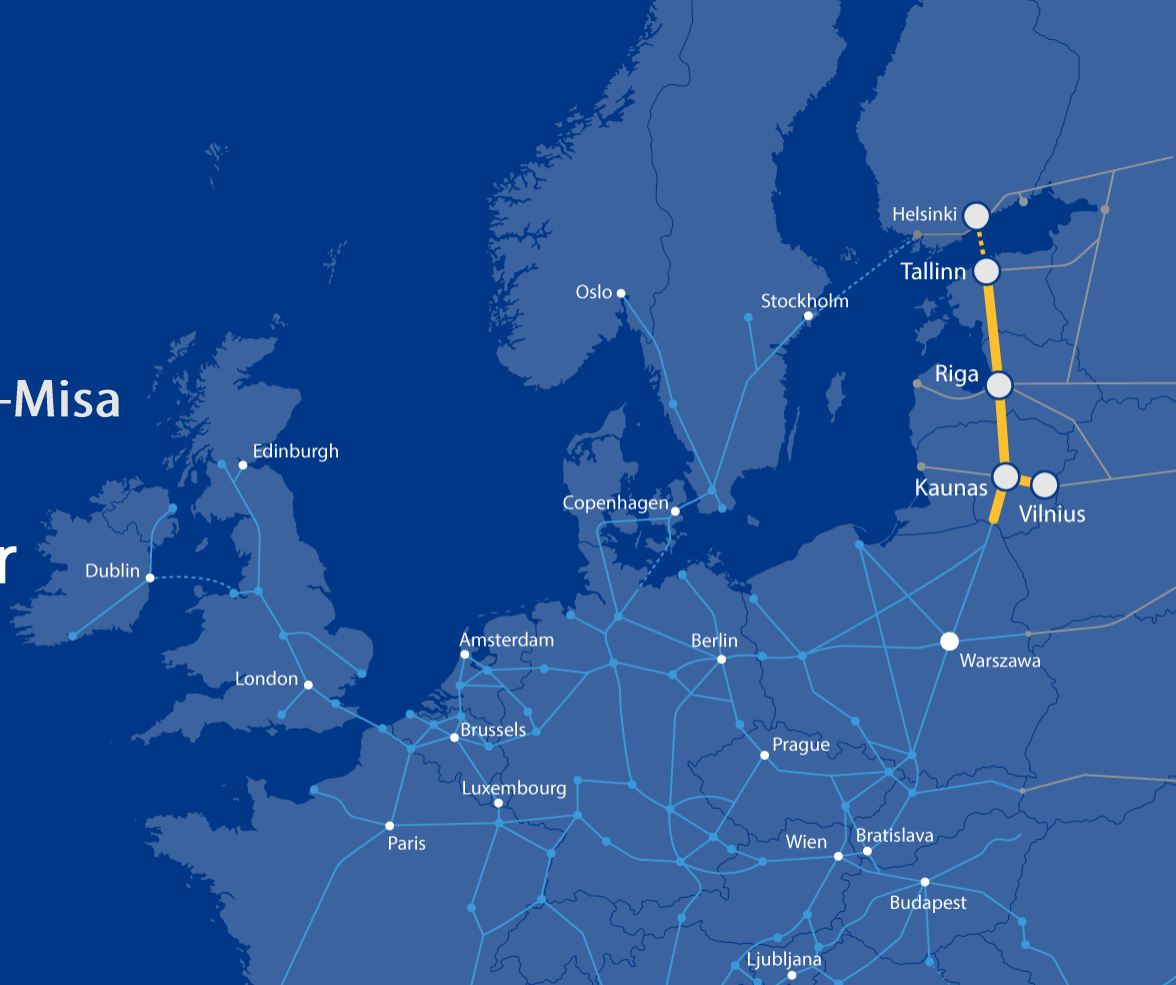 Helsinki
Tallinn
Oslo
Stockholm
Riga
-Misa
Edinburgh
Kaunas
Copenhagen
Vilnius
r
Dublin
Amsterdam
Berlin
Warszawa
London
Brussels
Prague
Luxembourg
Paris
Wien
Bratislava
Budapest
Ljubljana